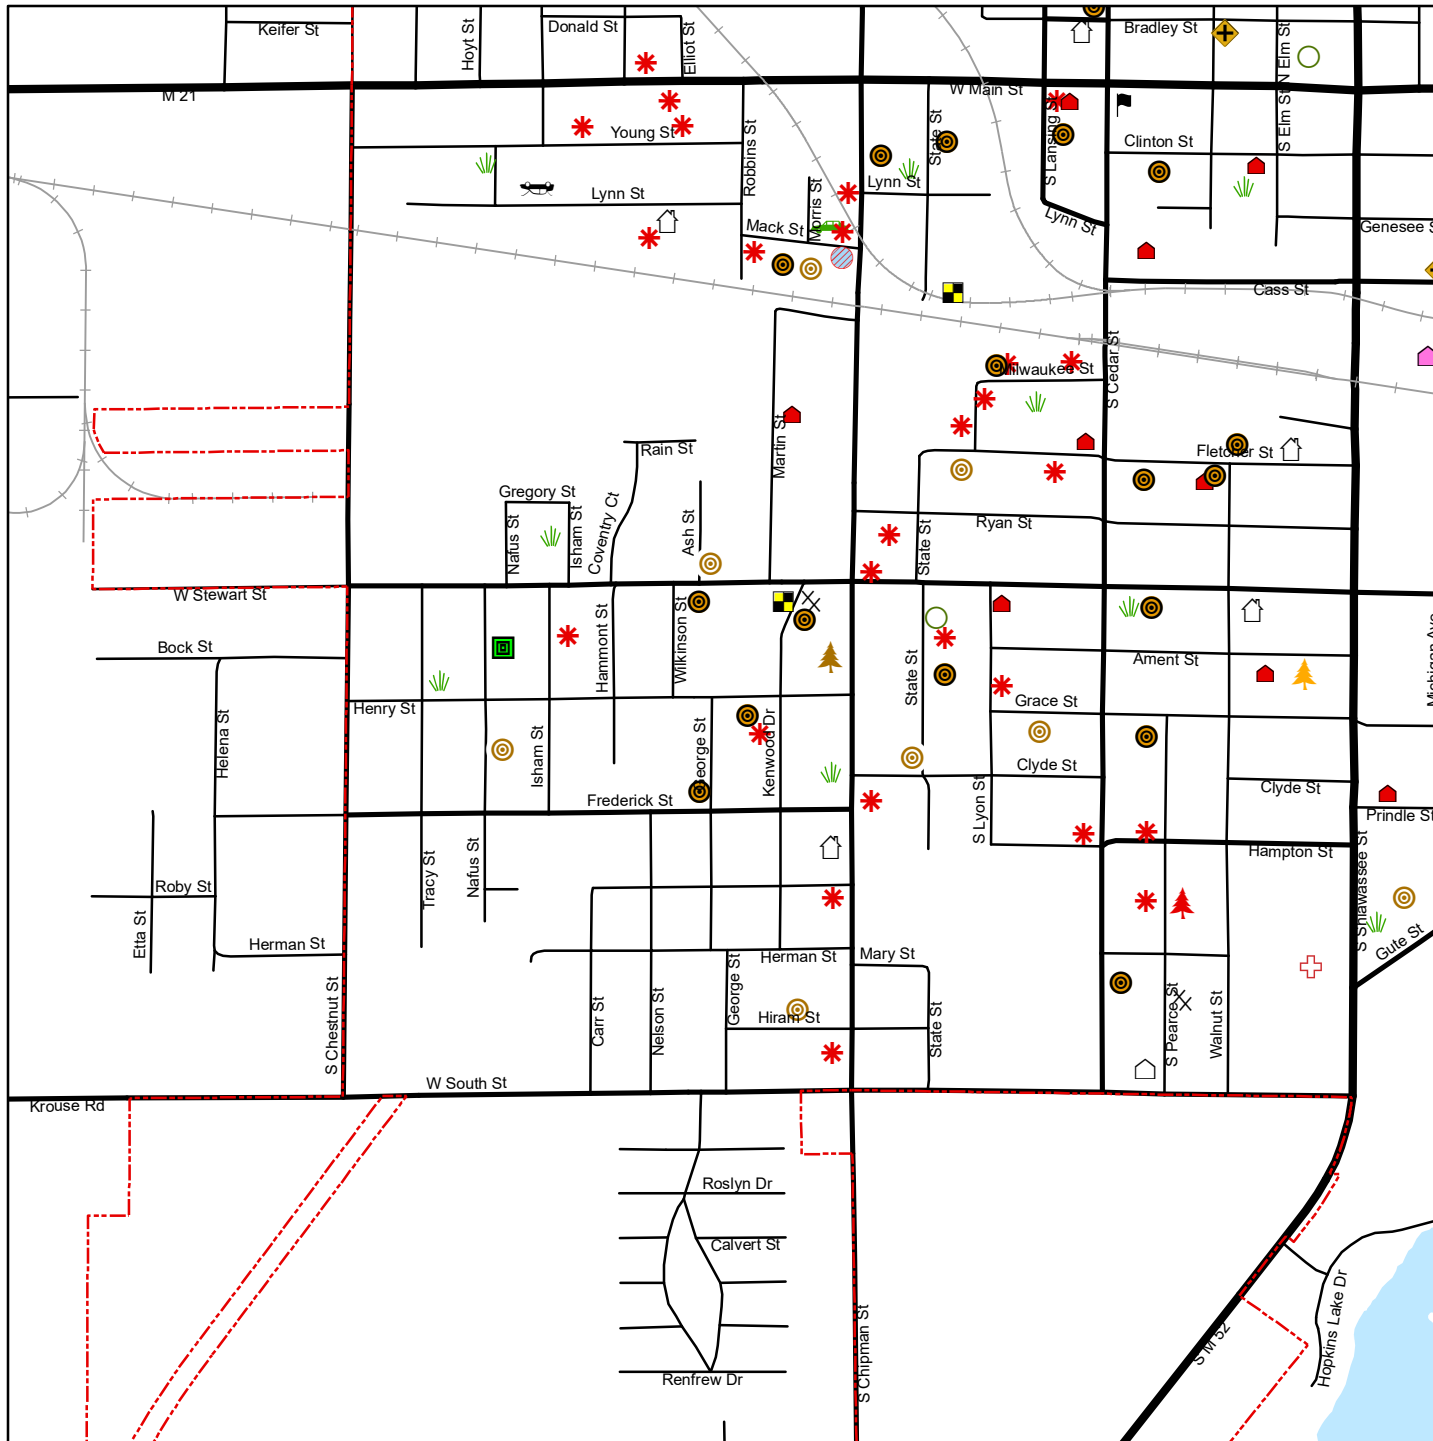 Keifer St
Hoyt St
Donald St
Elliot St
Bradley St
N Elm St
M 21
W Main St
Young St
Robbins St
State St
S Lansing St
Clinton St
S Elm St
Lynn St
Morris St
Lynn St
Mack St
Lynn St
Genesee S
Cass St
Milwaukee St
S Cedar St
Martin St
Rain St
Fletcher St
Gregory St
Nafus St
Isham St
Coventry Ct
Ash St
State St
Ryan St
W Stewart St
Bock St
Hammont St
Wilkinson St
State St
Ament St
Michigan Ave
Henry St
Grace St
Helena St
Isham St
George St
Kenwood Dr
Clyde St
Clyde St
Frederick St
S Lyon St
Prindle St
Hampton St
Tracy St
Nafus St
Roby St
Etta St
S Shiawassee St
Herman St
Herman St
Mary St
Gute St
S Chestnut St
Carr St
Nelson St
George St
Hiram St
State St
S Pearce St
Walnut St
W South St
Krouse Rd
Roslyn Dr
Calvert St
Renfrew Dr
S Chipman St
S M 52
Hopkins Lake Dr